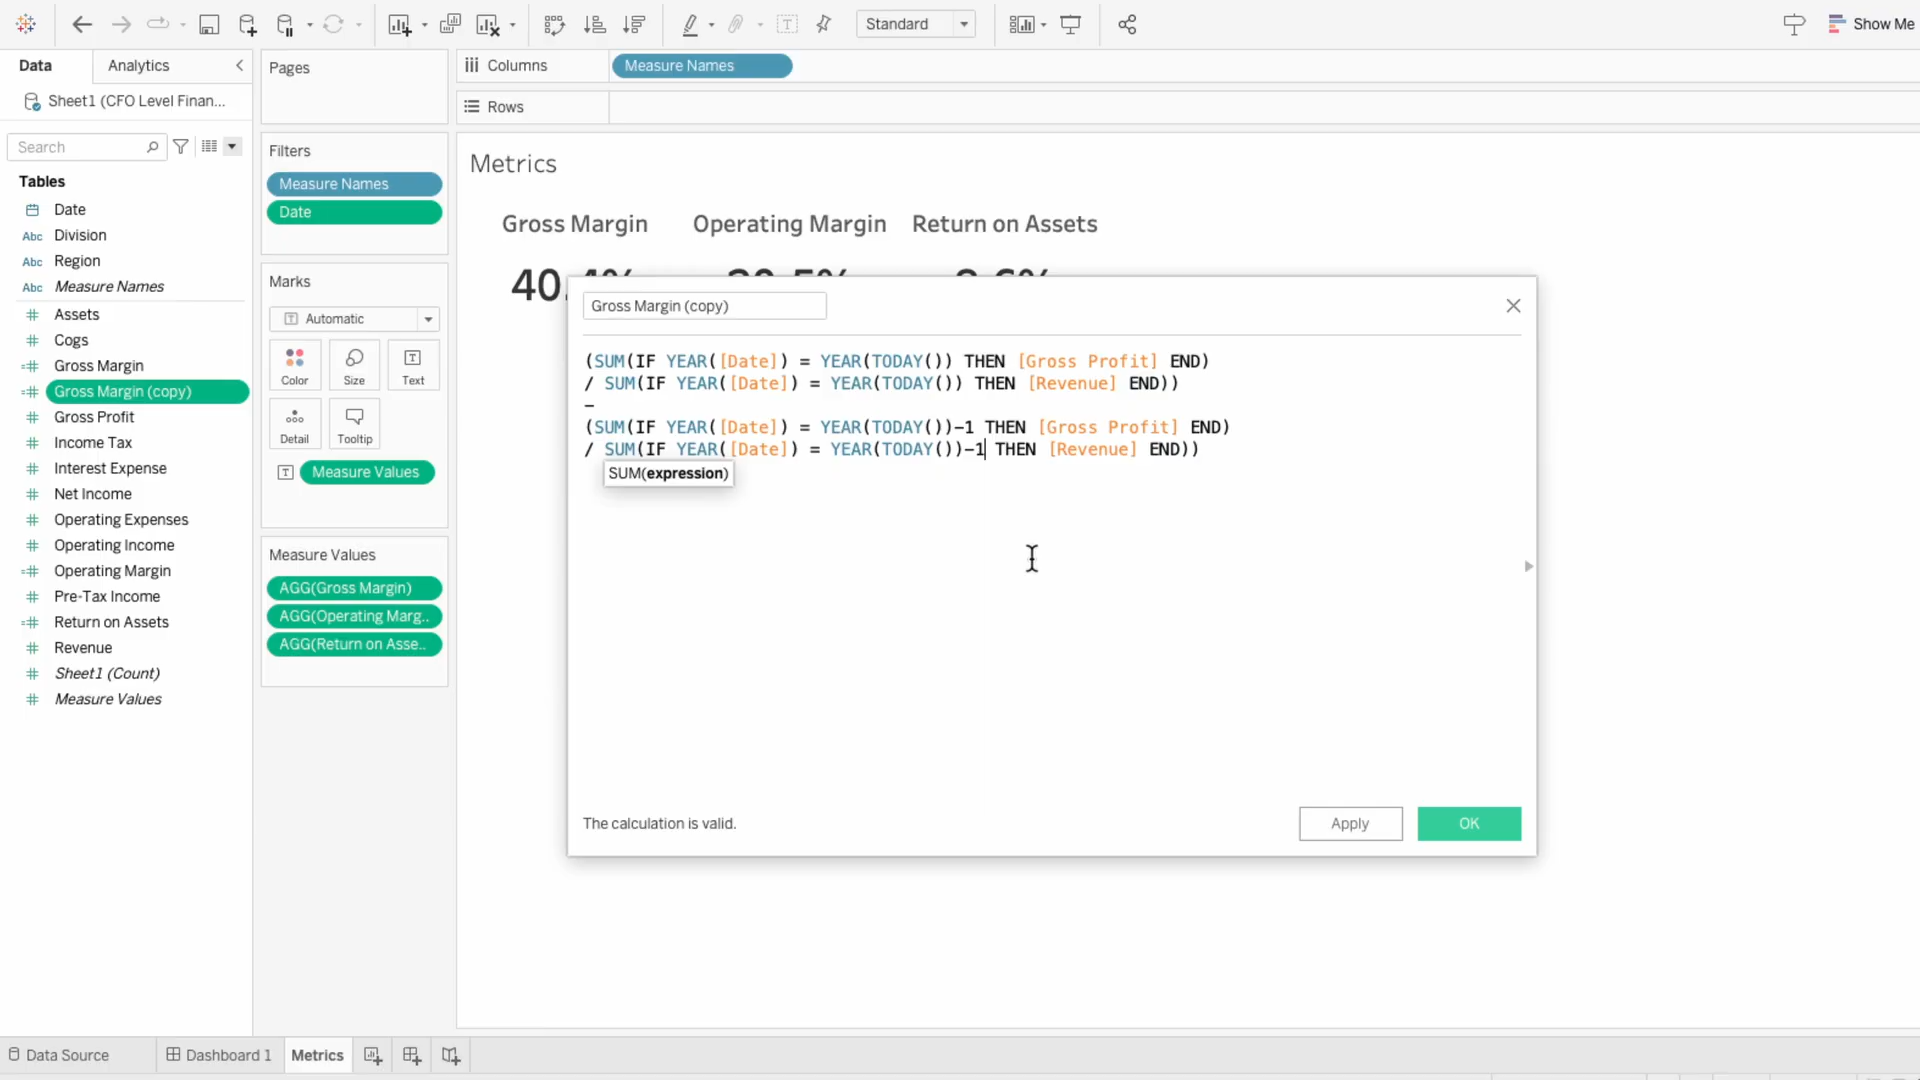 Standard
Show Me
Data
Analytics
Sheet1 (CFO Level Finan...
Search
Tables
Date
Division
Region
Measure Names
Assets
Cogs
Gross Margin
Gross Margin (copy)
Gross Profit
Income Tax
Interest Expense
Net Income
Operating Expenses
Operating Income
Operating Margin
Pre-Tax Income
Return on Assets
Revenue
Sheet1 (Count)
Measure Values
Pages
Filters
Measure Names
Date
Marks
Automatic
Color
Size
Text
Detail
Tooltip
Measure Values
Measure Values
AGG(Gross Margin)
AGG(Operating Marg..
AGG(Return on Asse..
Columns
Measure Names
Rows
Metrics
Gross Margin Operating Margin Return on Assets
40.4% 20.5%
Gross Margin (copy)
(SUM(IF YEAR([Date]) = YEAR(TODAY()) THEN [Gross Profit] END)
/ SUM(IF YEAR([Date]) = YEAR(TODAY()) THEN [Revenue] END))
–
(SUM(IF YEAR([Date]) = YEAR(TODAY())–1 THEN [Gross Profit] END)
/ SUM(IF YEAR([Date]) = YEAR(TODAY())–1 THEN [Revenue] END))
SUM(expression)
The calculation is valid.
Apply
OK
Data Source
Dashboard 1
Metrics
Abc
Abc
Abc